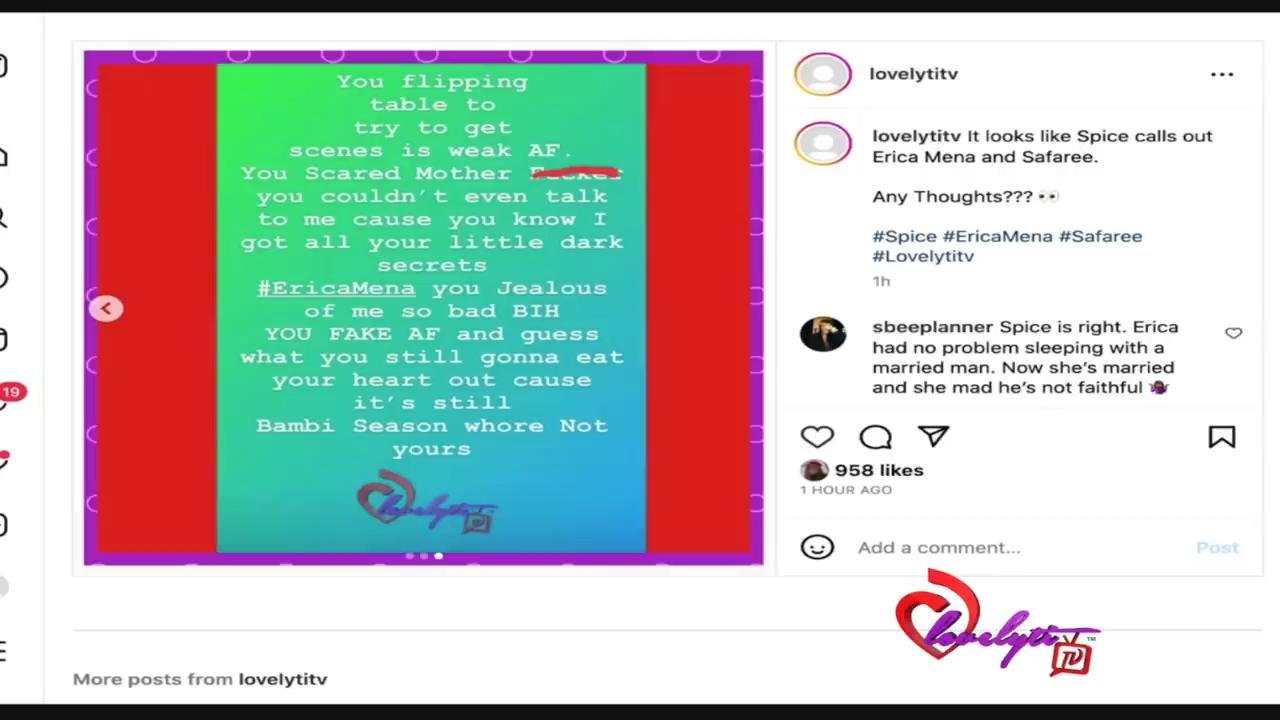 You flipping
table to
try to get
scenes is weak AF.
You Scared Mother Fucker
you couldn't even talk
to me cause you know I
got all your little dark
secrets
#EricaMena you Jealous
of me so bad BIH
YOU FAKE AF and guess
what you still gonna eat
your heart out cause
it's still
Bambi Season whore Not
yours
Lovelyti TV
lovelytitv
lovelytitv It looks like Spice calls out
Erica Mena and Safaree.
Any Thoughts??? 👀
#Spice #EricaMena #Safaree
#Lovelytitv
1h
sbeeplanner Spice is right. Erica
had no problem sleeping with a
married man. Now she's married
and she mad he's not faithful 🤷🏾‍♀️
958 likes
1 HOUR AGO
Add a comment...
Post
19
Lovelyti TV™
More posts from lovelytitv